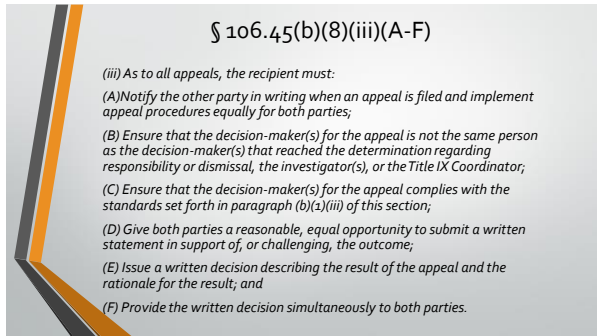 § 106.45(b)(8)(iii)(A-F)
(iii) As to all appeals, the recipient must:
(A)Notify the other party in writing when an appeal is filed and implement
appeal procedures equally for both parties;
(B) Ensure that the decision-maker(s) for the appeal is not the same person
as the decision-maker(s) that reached the determination regarding
responsibility or dismissal, the investigator(s), or the Title IX Coordinator;
(C) Ensure that the decision-maker(s) for the appeal complies with the
standards set forth in paragraph (b)(1)(iii) of this section;
(D) Give both parties a reasonable, equal opportunity to submit a written
statement in support of, or challenging, the outcome;
(E) Issue a written decision describing the result of the appeal and the
rationale for the result; and
(F) Provide the written decision simultaneously to both parties.